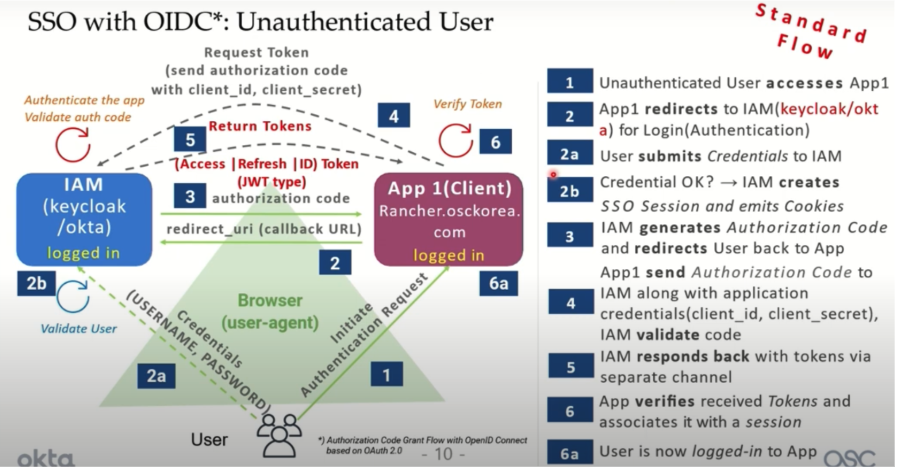 SSO with OIDC*: Unauthenticated User
Standard
Flow
Request Token
(send authorization code
with client_id, client_secret)
Authenticate the app
Validate auth code
4
Verify Token
5
Return Tokens
6
(Access |Refresh |ID) Token
(JWT type)
IAM
(keycloak
/okta)
logged in
3
authorization code
redirect_uri (callback URL)
2
App 1(Client)
Rancher.osckorea.
com
logged in
2b
6a
Validate User
Browser
(user-agent)
Credentials
(USERNAME, PASSWORD)
Initiate
Authentication Request
2a
1
User
*) Authorization Code Grant Flow with OpenID Connect
based on OAuth 2.0
- 10 -
okta
1 Unauthenticated User accesses App1
2 App1 redirects to IAM(keycloak/okt
a) for Login(Authentication)
2a User submits Credentials to IAM
2b Credential OK? → IAM creates
SSO Session and emits Cookies
3 IAM generates Authorization Code
and redirects User back to App
4 App1 send Authorization Code to
IAM along with application
credentials(client_id, client_secret),
IAM validate code
5 IAM responds back with tokens via
separate channel
6 App verifies received Tokens and
associates it with a session
6a User is now logged-in to App
OSC